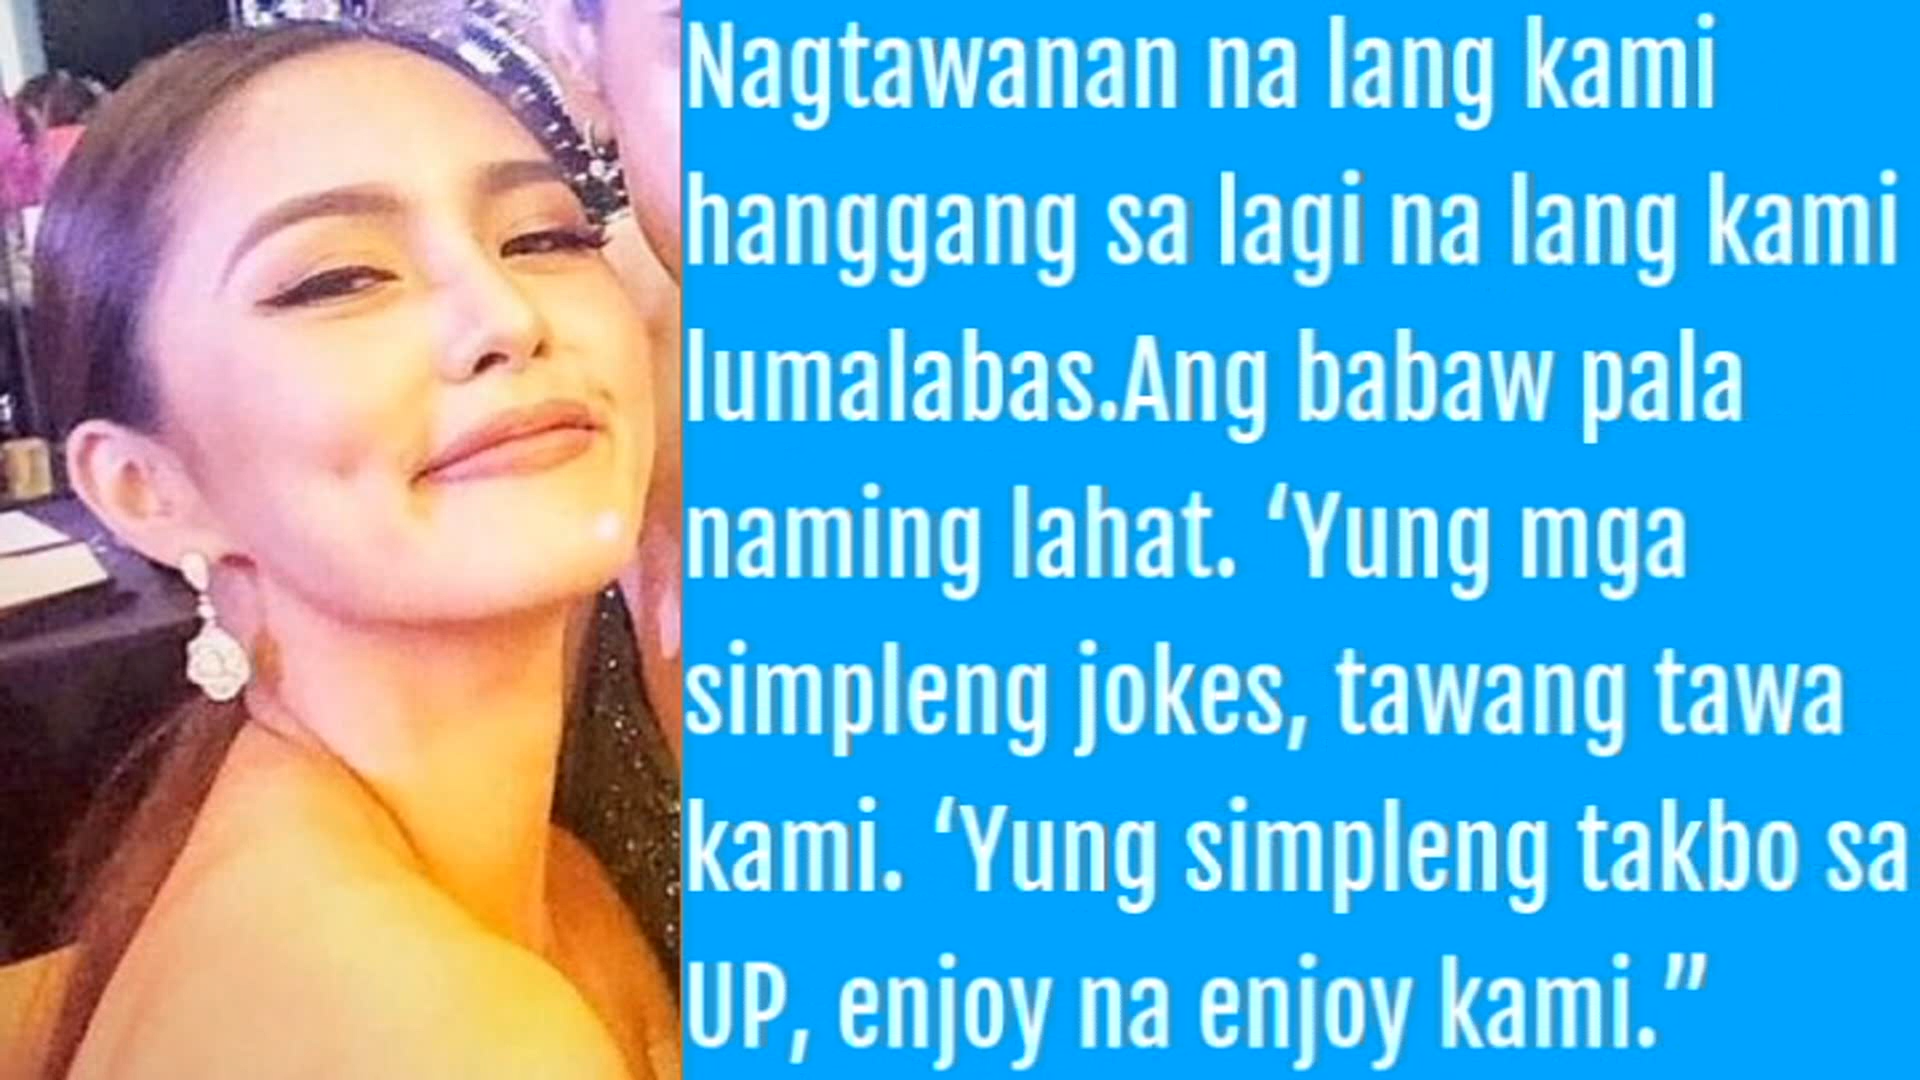 Nagtawanan na lang kami
hanggang sa lagi na lang kami
lumalabas.Ang babaw pala
naming lahat. ‘Yung mga
simpleng jokes, tawang tawa
kami. ‘Yung simpleng takbo sa
UP, enjoy na enjoy kami.”